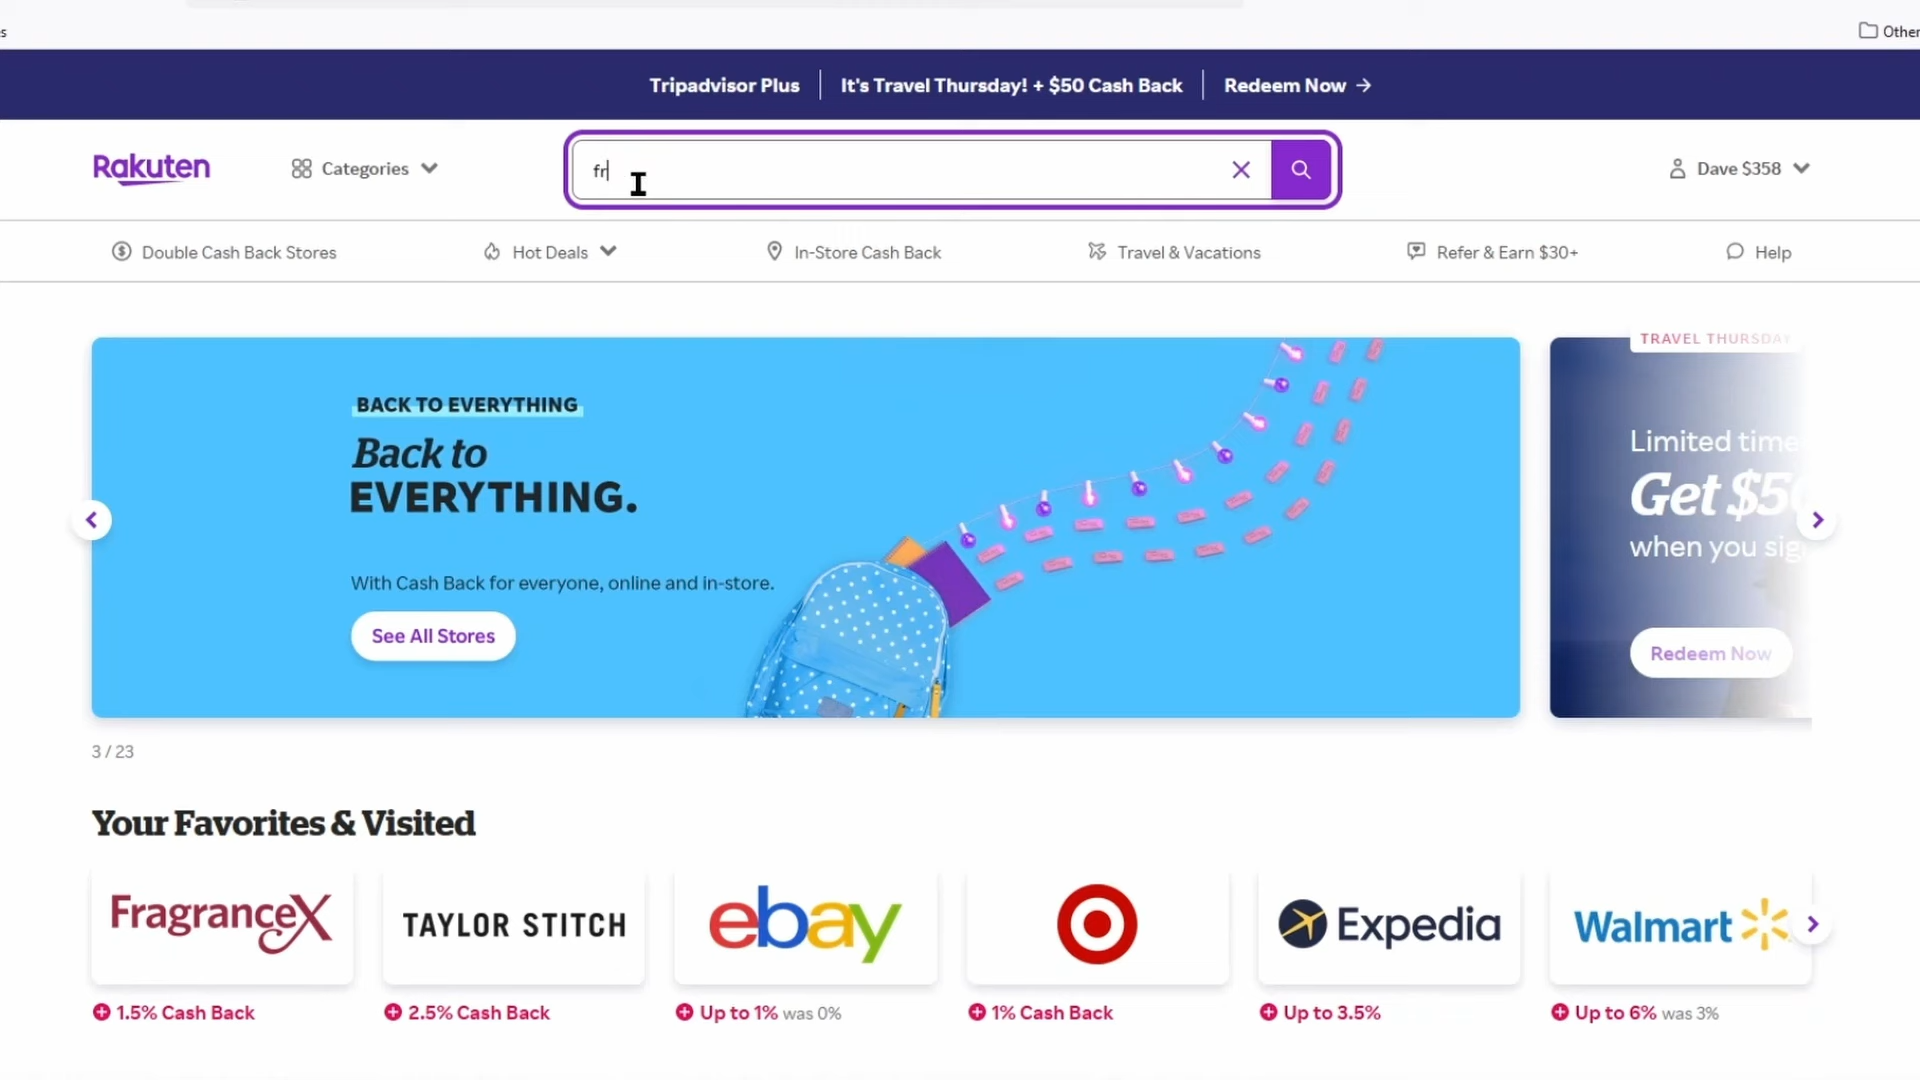 s
Other
Tripadvisor Plus | It's Travel Thursday! + $50 Cash Back | Redeem Now →
Rakuten Categories fr Dave $358
Double Cash Back Stores Hot Deals In-Store Cash Back Travel & Vacations Refer & Earn $30+ Help
BACK TO EVERYTHING
Back to
EVERYTHING.
With Cash Back for everyone, online and in-store.
See All Stores
TRAVEL THURSDAY
Limited time
Get $50
when you sig
Redeem Now
3 / 23
Your Favorites & Visited
FragranceX TAYLOR STITCH ebay Expedia Walmart
1.5% Cash Back 2.5% Cash Back Up to 1% was 0% 1% Cash Back Up to 3.5% Up to 6% was 3%